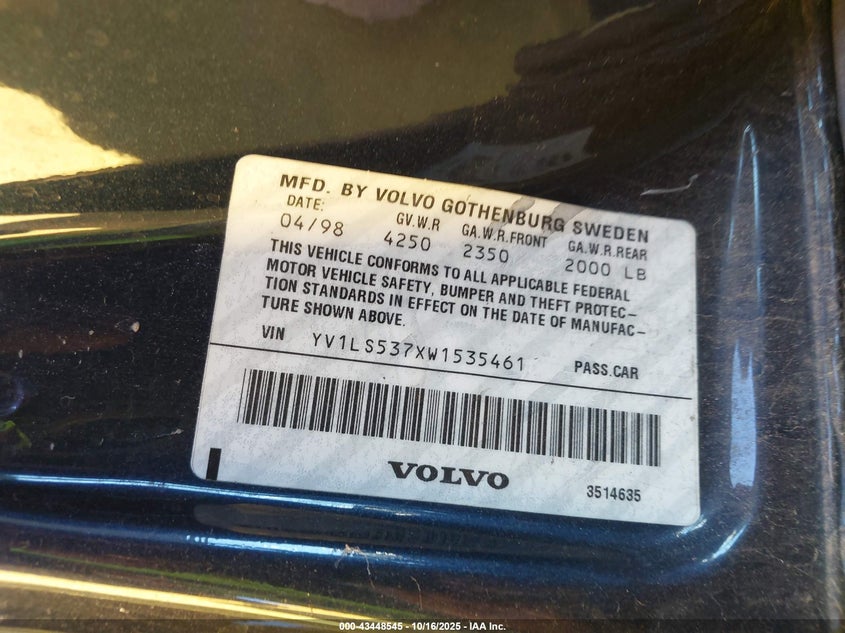 MFD. BY VOLVO GOTHENBURG SWEDEN
DATE: GV.W.R GA.W.R.FRONT GA.W.R.REAR
04/98 4250 2350 2000 LB
THIS VEHICLE CONFORMS TO ALL APPLICABLE FEDERAL
MOTOR VEHICLE SAFETY, BUMPER AND THEFT PROTEC-
TION STANDARDS IN EFFECT ON THE DATE OF MANUFAC-
TURE SHOWN ABOVE.
VIN YV1LS537XW1535461 PASS.CAR
VOLVO
3514635
000-43448545 - 10/16/2025 - IAA Inc.